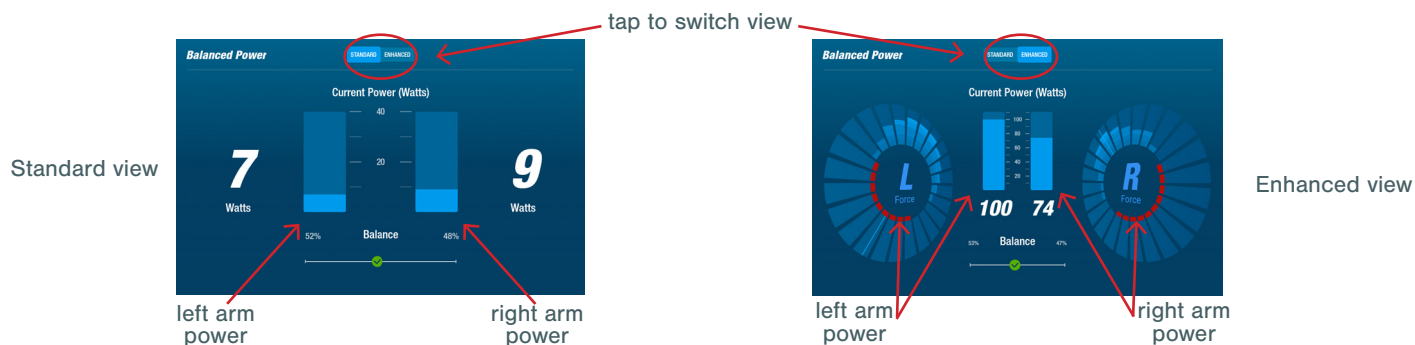 tap to switch view
Balanced Power
STANDARD ENHANCED
Current Power (Watts)
40
20
7
Watts
9
Watts
52%
Balance
48%
Standard view
left arm
power
right arm
power
Balanced Power
STANDARD ENHANCED
Current Power (Watts)
100
80
60
40
20
L
Force
R
Force
100
74
53%
Balance
47%
Enhanced view
left arm
power
right arm
power